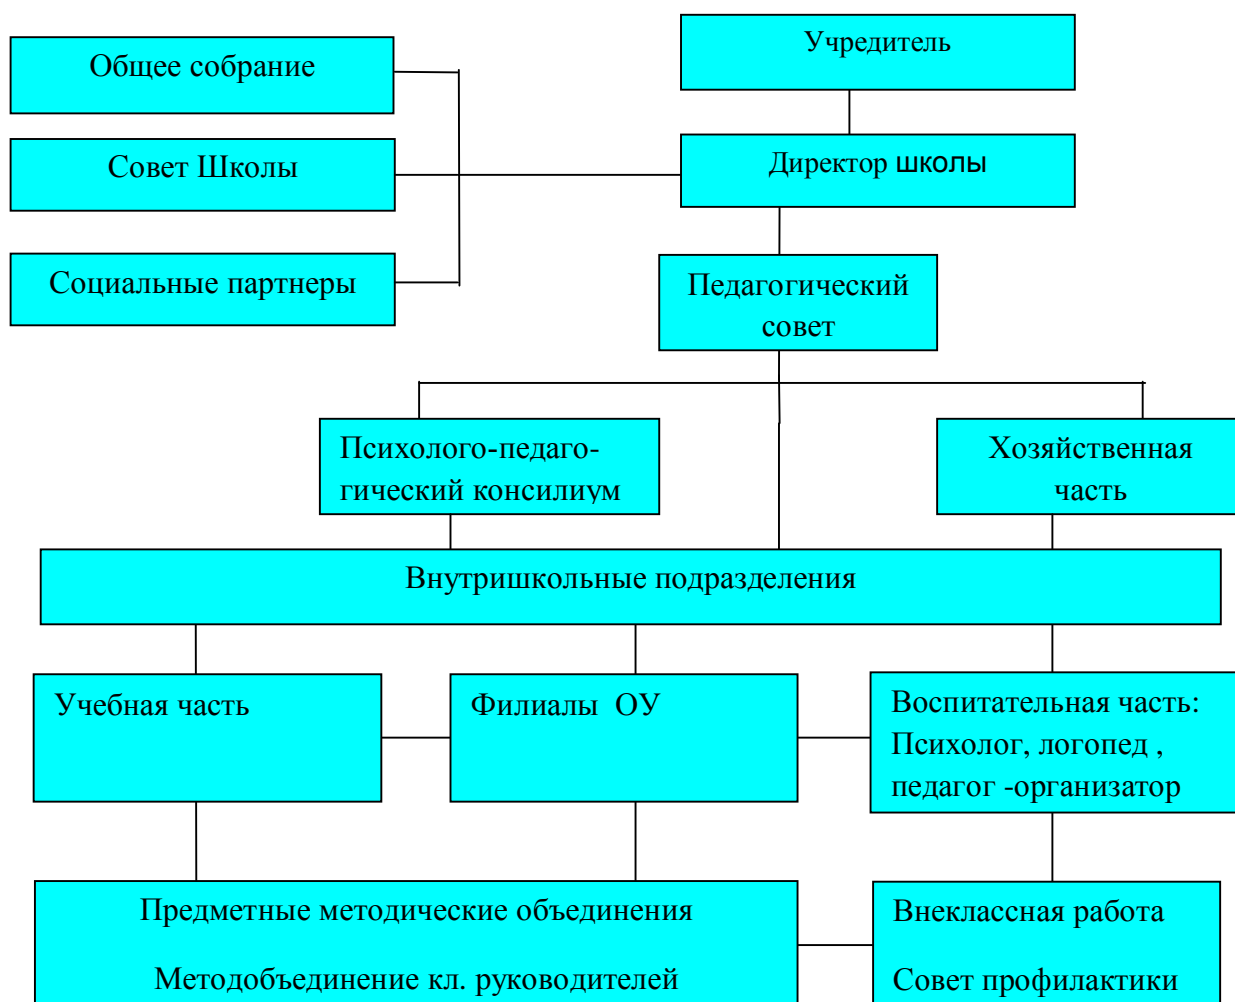 Учредитель
Общее собрание
Совет Школы
Директор школы
Социальные партнеры
Педагогический
совет
Психолого-педаго-
гический консилиум
Хозяйственная
часть
Внутришкольные подразделения
Учебная часть
Филиалы ОУ
Воспитательная часть:
Психолог, логопед ,
педагог -организатор
Предметные методические объединения
Методобъединение кл. руководителей
Внеклассная работа
Совет профилактики